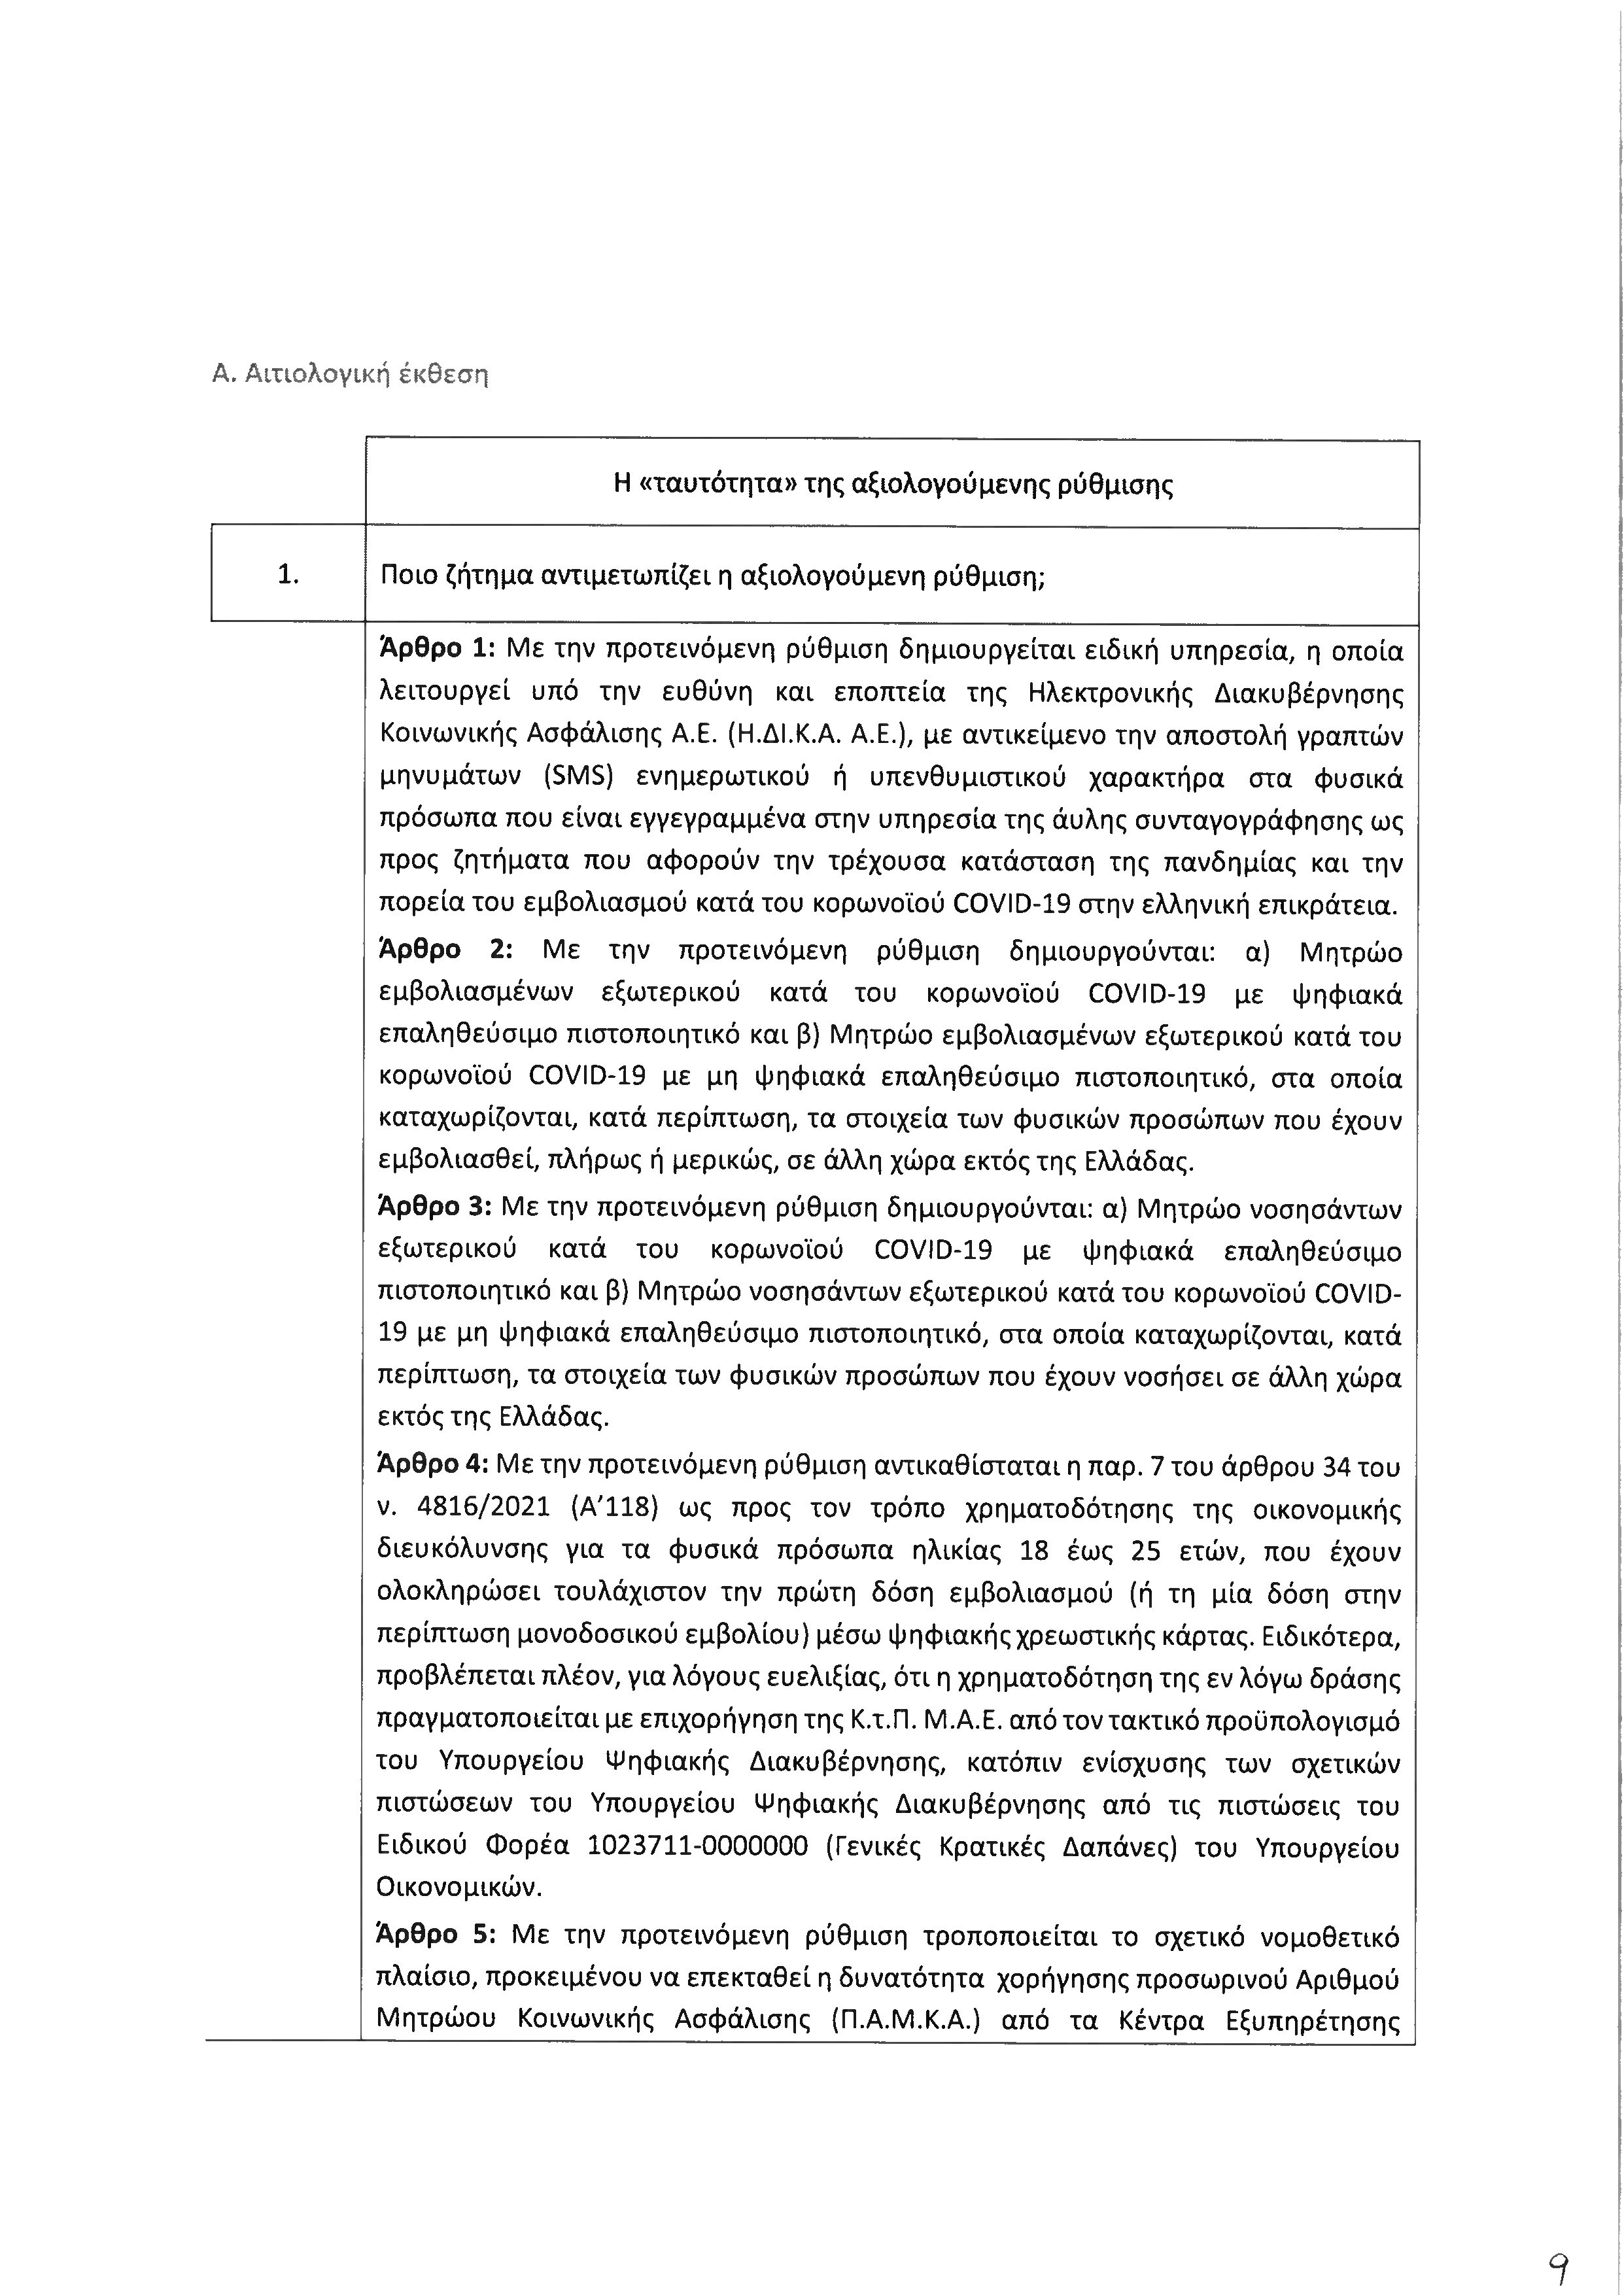 Α. Αιτιολογική έκθεση
Η «ταυτότητα» της αξιολογούμενης ρύθμισης
1. Ποιο ζήτημα αντιμετωπίζει η αξιολογούμενη ρύθμιση;
Άρθρο 1: Με την προτεινόμενη ρύθμιση δημιουργείται ειδική υπηρεσία, η οποία
λειτουργεί υπό την ευθύνη και εποπτεία της Ηλεκτρονικής Διακυβέρνησης
Κοινωνικής Ασφάλισης Α.Ε. (Η.ΔΙ.Κ.Α. Α.Ε.), με αντικείμενο την αποστολή γραπτών
μηνυμάτων (SMS) ενημερωτικού ή υπενθυμιστικού χαρακτήρα στα φυσικά
πρόσωπα που είναι εγγεγραμμένα στην υπηρεσία της άυλης συνταγογράφησης ως
προς ζητήματα που αφορούν την τρέχουσα κατάσταση της πανδημίας και την
πορεία του εμβολιασμού κατά του κορωνοϊού COVID-19 στην ελληνική επικράτεια.
Άρθρο 2: Με την προτεινόμενη ρύθμιση δημιουργούνται: α) Μητρώο
εμβολιασμένων εξωτερικού κατά του κορωνοϊού COVID-19 με ψηφιακά
επαληθεύσιμο πιστοποιητικό και β) Μητρώο εμβολιασμένων εξωτερικού κατά του
κορωνοϊού COVID-19 με μη ψηφιακά επαληθεύσιμο πιστοποιητικό, στα οποία
καταχωρίζονται, κατά περίπτωση, τα στοιχεία των φυσικών προσώπων που έχουν
εμβολιασθεί, πλήρως ή μερικώς, σε άλλη χώρα εκτός της Ελλάδας.
Άρθρο 3: Με την προτεινόμενη ρύθμιση δημιουργούνται: α) Μητρώο νοσησάντων
εξωτερικού κατά του κορωνοϊού COVID-19 με ψηφιακά επαληθεύσιμο
πιστοποιητικό και β) Μητρώο νοσησάντων εξωτερικού κατά του κορωνοϊού COVID-
19 με μη ψηφιακά επαληθεύσιμο πιστοποιητικό, στα οποία καταχωρίζονται, κατά
περίπτωση, τα στοιχεία των φυσικών προσώπων που έχουν νοσήσει σε άλλη χώρα
εκτός της Ελλάδας.
Άρθρο 4: Με την προτεινόμενη ρύθμιση αντικαθίσταται η παρ. 7 του άρθρου 34 του
ν. 4816/2021 (Α'118) ως προς τον τρόπο χρηματοδότησης της οικονομικής
διευκόλυνσης για τα φυσικά πρόσωπα ηλικίας 18 έως 25 ετών, που έχουν
ολοκληρώσει τουλάχιστον την πρώτη δόση εμβολιασμού (ή τη μία δόση στην
περίπτωση μονοδοσικού εμβολίου) μέσω ψηφιακής χρεωστικής κάρτας. Ειδικότερα,
προβλέπεται πλέον, για λόγους ευελιξίας, ότι η χρηματοδότηση της εν λόγω δράσης
πραγματοποιείται με επιχορήγηση της Κ.τ.Π. Μ.Α.Ε. από τον τακτικό προϋπολογισμό
του Υπουργείου Ψηφιακής Διακυβέρνησης, κατόπιν ενίσχυσης των σχετικών
πιστώσεων του Υπουργείου Ψηφιακής Διακυβέρνησης από τις πιστώσεις του
Ειδικού Φορέα 1023711-0000000 (Γενικές Κρατικές Δαπάνες) του Υπουργείου
Οικονομικών.
Άρθρο 5: Με την προτεινόμενη ρύθμιση τροποποιείται το σχετικό νομοθετικό
πλαίσιο, προκειμένου να επεκταθεί η δυνατότητα χορήγησης προσωρινού Αριθμού
Μητρώου Κοινωνικής Ασφάλισης (Π.Α.Μ.Κ.Α.) από τα Κέντρα Εξυπηρέτησης
9